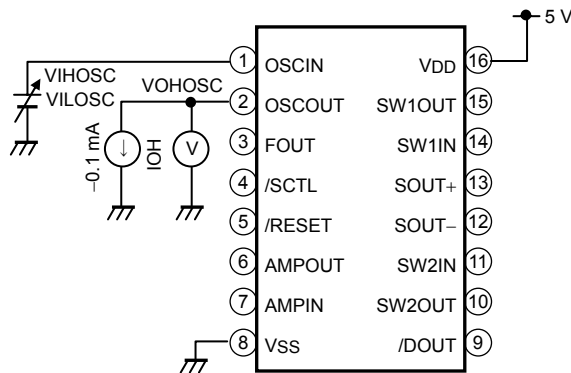 5 V
VIHOSC
VILOSC
VOHOSC
−0.1 mA
↓
IOH
V
1 OSCIN
2 OSCOUT
3 FOUT
4 /SCTL
5 /RESET
6 AMPOUT
7 AMPIN
8 VSS
VDD 16
SW1OUT 15
SW1IN 14
SOUT+ 13
SOUT− 12
SW2IN 11
SW2OUT 10
/DOUT 9